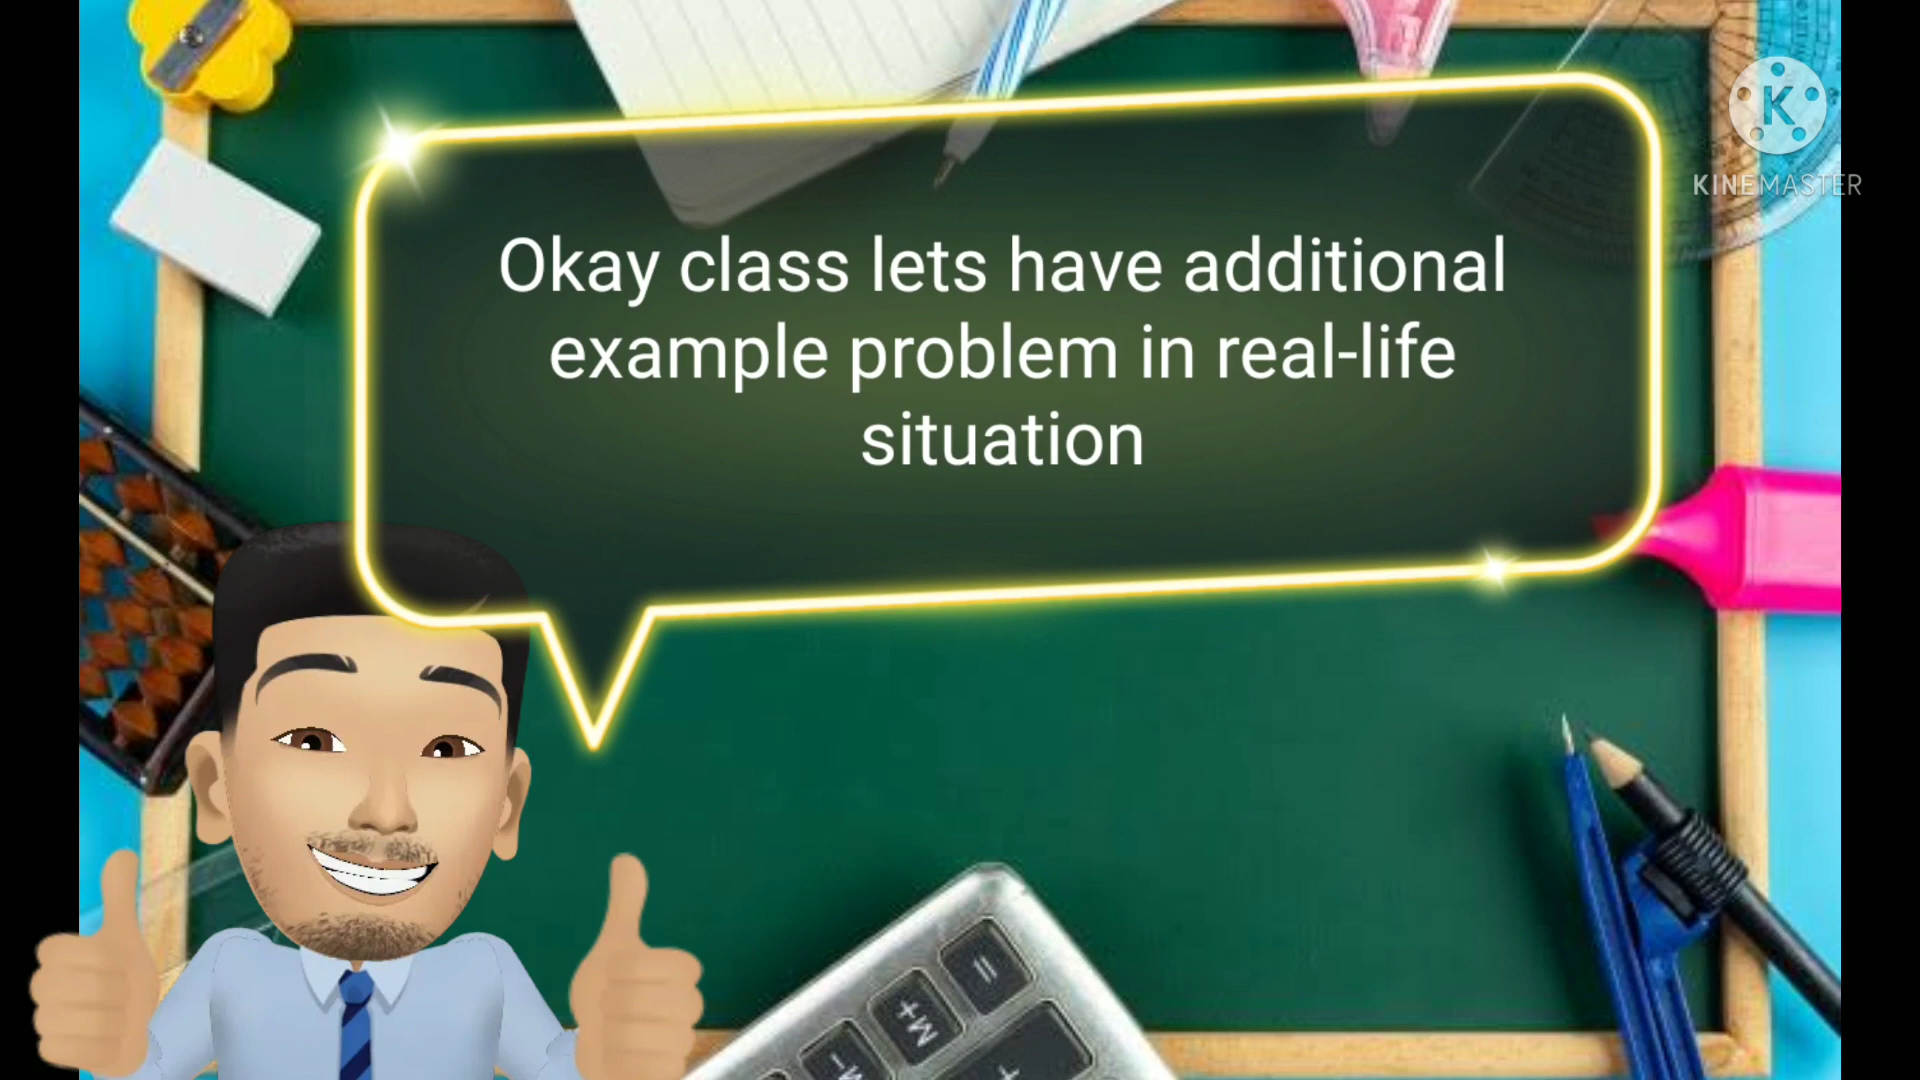 K
KINEMASTER
Okay class lets have additional
example problem in real-life
situation
=
M+
M-
+